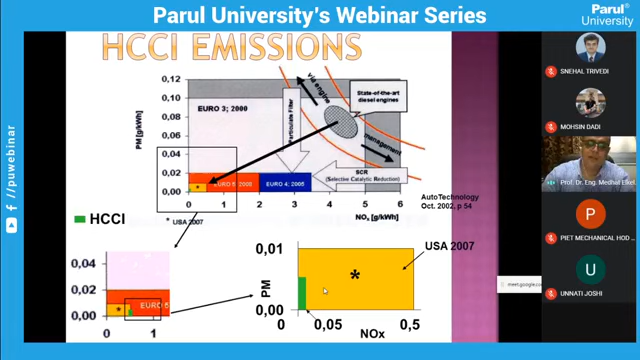 Parul University's Webinar Series
Parul®
University
HCCI EMISSIONS
0,12
0,10
0,08
0,06
0,04
0,02
0,00
PM [g/kWh]
EURO 3; 2000
Particulate Filter
via engine
State-of-the-art
diesel engines
management
SCR
(Selective Catalytic Reduction)
* EURO 5; 2008
EURO 4; 2005
0 1 2 3 4 5 6
NOx [g/kWh]
AutoTechnology
Oct. 2002, p 54
* USA 2007
HCCI
0,04
0,02
0,00
* EURO 5
0 1
0,01
0,00
PM
*
USA 2007
0 0,05 0,5
NOx
/puwebinar
SNEHAL TRIVEDI
MOHSIN DADI
Prof. Dr. Eng. Medhat Elkel...
P
PIET MECHANICAL HOD ...
U
UNNATI JOSHI
meet.google.com